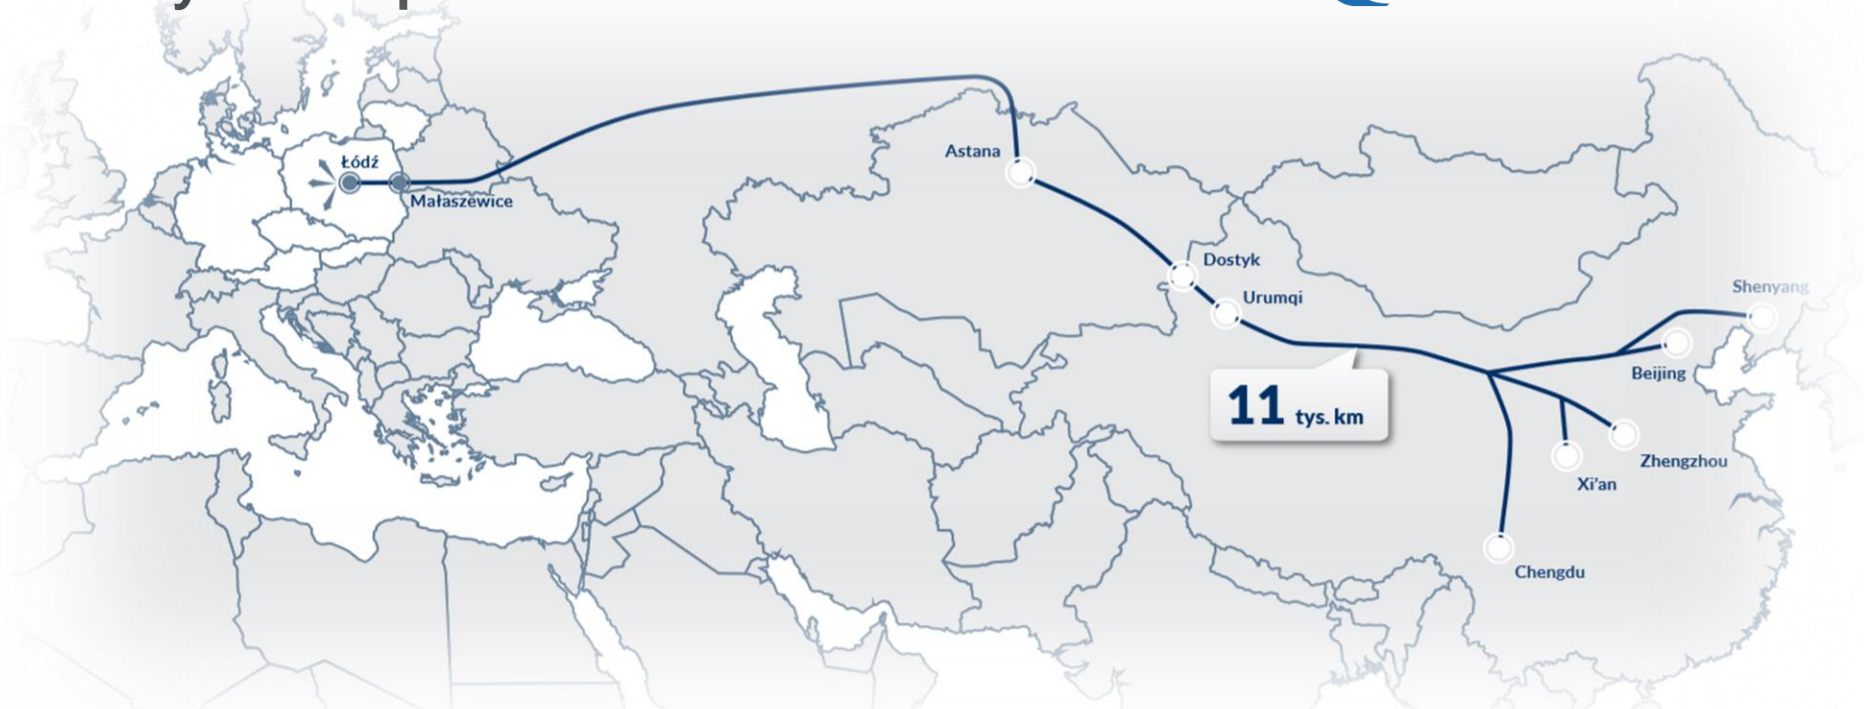 Łódź
Małaszewice
Astana
Dostyk
Urumqi
11 tys. km
Shenyang
Beijing
Zhengzhou
Xi'an
Chengdu